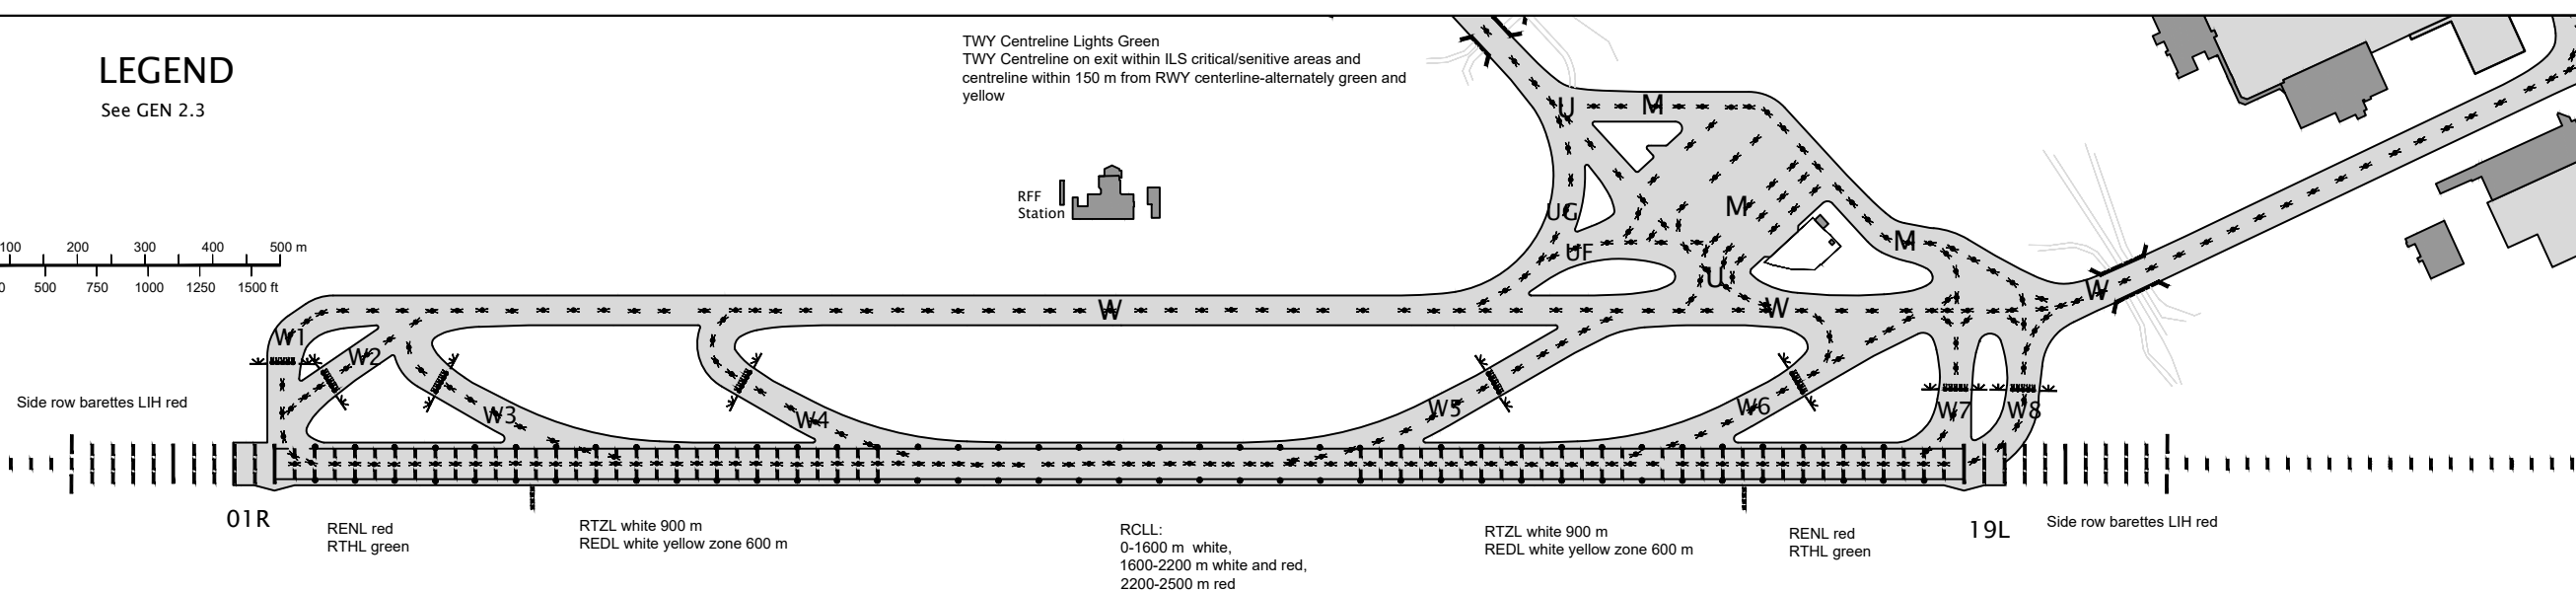 LEGEND
See GEN 2.3
TWY Centreline Lights Green
TWY Centreline on exit within ILS critical/senitive areas and
centreline within 150 m from RWY centerline-alternately green and
yellow
U
M
RFF
Station
UG
M
UF
M
U
100 200 300 400 500 m
0 500 750 1000 1250 1500 ft
W
W
W
W1
W2
W3
W4
W5
W6
W7
W8
Side row barettes LIH red
01R
19L
Side row barettes LIH red
RENL red
RTHL green
RTZL white 900 m
REDL white yellow zone 600 m
RCLL:
0-1600 m white,
1600-2200 m white and red,
2200-2500 m red
RTZL white 900 m
REDL white yellow zone 600 m
RENL red
RTHL green